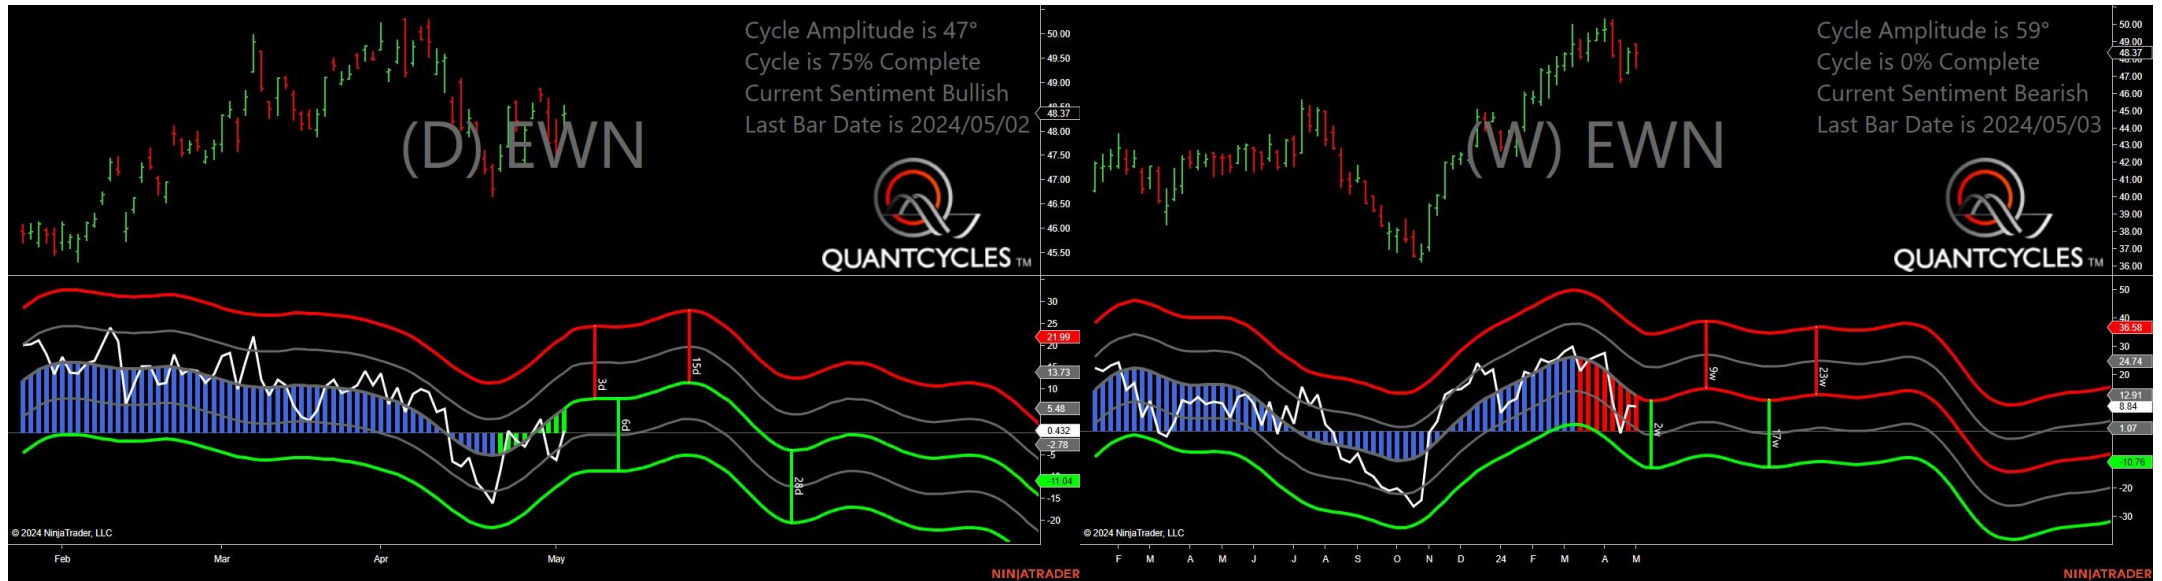 Cycle Amplitude is 47°
Cycle is 75% Complete
Current Sentiment Bullish
Last Bar Date is 2024/05/02
(D) EWN
QUANTCYCLES TM
50.00
49.50
49.00
48.50
48.37
48.00
47.50
47.00
46.50
46.00
45.50
30
25
21.99
20
13.73
10
5.48
0.432
-2.78
-5
-11.04
-15
-20
3d
6d
15d
28d
© 2024 NinjaTrader, LLC
Feb Mar Apr May
NINJATRADER
Cycle Amplitude is 59°
Cycle is 0% Complete
Current Sentiment Bearish
Last Bar Date is 2024/05/03
(W) EWN
QUANTCYCLES TM
50.00
49.00
48.37
48.00
47.00
46.00
45.00
44.00
43.00
42.00
41.00
40.00
39.00
38.00
37.00
36.00
50
36.58
30
24.74
20
12.91
8.84
1.07
-10.76
-20
-30
2w
9w
17w
23w
© 2024 NinjaTrader, LLC
F M A M J J A S O N D 24 F M A M
NINJATRADER